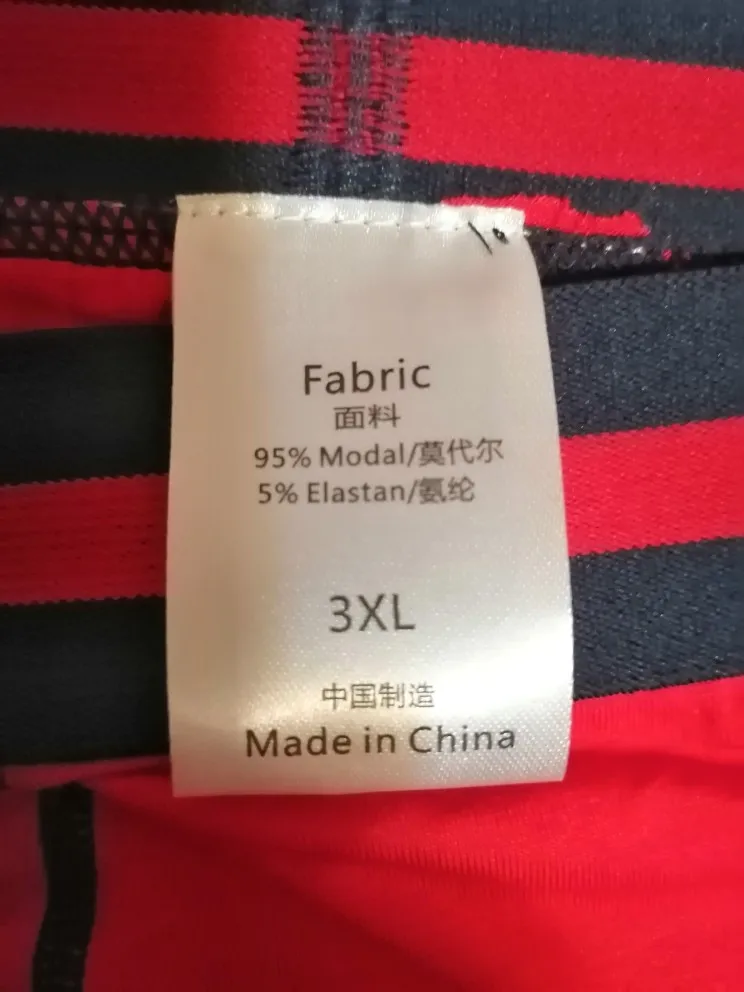 Fabric
面料
95% Modal/莫代尔
5% Elastan/氨纶
3XL
中国制造
Made in China